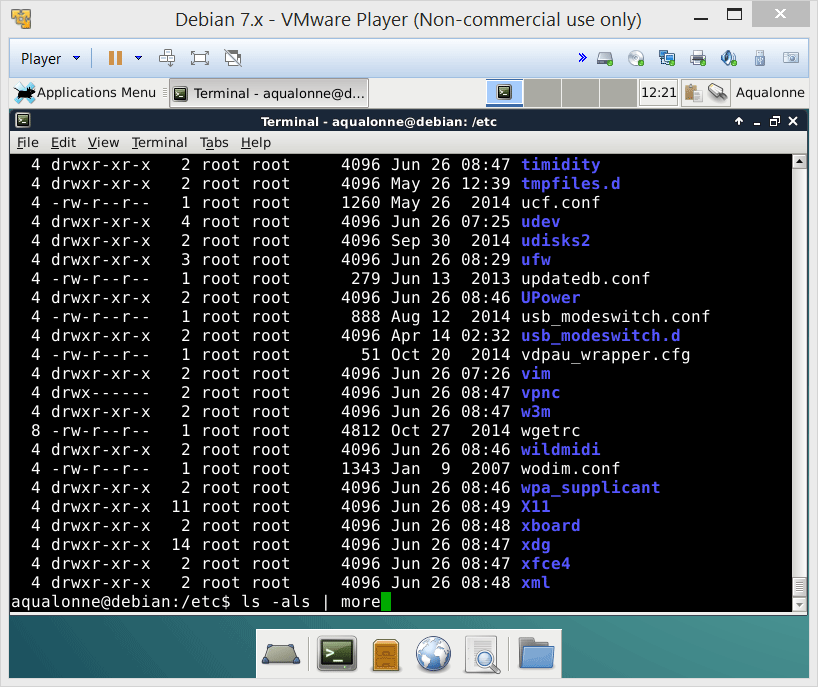 Debian 7.x - VMware Player (Non-commercial use only)
Player
Applications Menu Terminal - aqualonne@d... 12:21 Aqualonne
Terminal - aqualonne@debian: /etc
File Edit View Terminal Tabs Help
4 drwxr-xr-x 2 root root 4096 Jun 26 08:47 timidity
4 drwxr-xr-x 2 root root 4096 May 26 12:39 tmpfiles.d
4 -rw-r--r-- 1 root root 1260 May 26 2014 ucf.conf
4 drwxr-xr-x 4 root root 4096 Jun 26 07:25 udev
4 drwxr-xr-x 2 root root 4096 Sep 30 2014 udisks2
4 drwxr-xr-x 3 root root 4096 Jun 26 08:29 ufw
4 -rw-r--r-- 1 root root 279 Jun 13 2013 updatedb.conf
4 drwxr-xr-x 2 root root 4096 Jun 26 08:46 UPower
4 -rw-r--r-- 1 root root 888 Aug 12 2014 usb_modeswitch.conf
4 drwxr-xr-x 2 root root 4096 Apr 14 02:32 usb_modeswitch.d
4 -rw-r--r-- 1 root root 51 Oct 20 2014 vdpau_wrapper.cfg
4 drwxr-xr-x 2 root root 4096 Jun 26 07:26 vim
4 drwx------ 2 root root 4096 Jun 26 08:47 vpnc
4 drwxr-xr-x 2 root root 4096 Jun 26 08:47 w3m
8 -rw-r--r-- 1 root root 4812 Oct 27 2014 wgetrc
4 drwxr-xr-x 2 root root 4096 Jun 26 08:46 wildmidi
4 -rw-r--r-- 1 root root 1343 Jan 9 2007 wodim.conf
4 drwxr-xr-x 2 root root 4096 Jun 26 08:46 wpa_supplicant
4 drwxr-xr-x 11 root root 4096 Jun 26 08:49 X11
4 drwxr-xr-x 2 root root 4096 Jun 26 08:48 xboard
4 drwxr-xr-x 14 root root 4096 Jun 26 08:47 xdg
4 drwxr-xr-x 2 root root 4096 Jun 26 08:47 xfce4
4 drwxr-xr-x 2 root root 4096 Jun 26 08:48 xml
aqualonne@debian:/etc$ ls -als | more